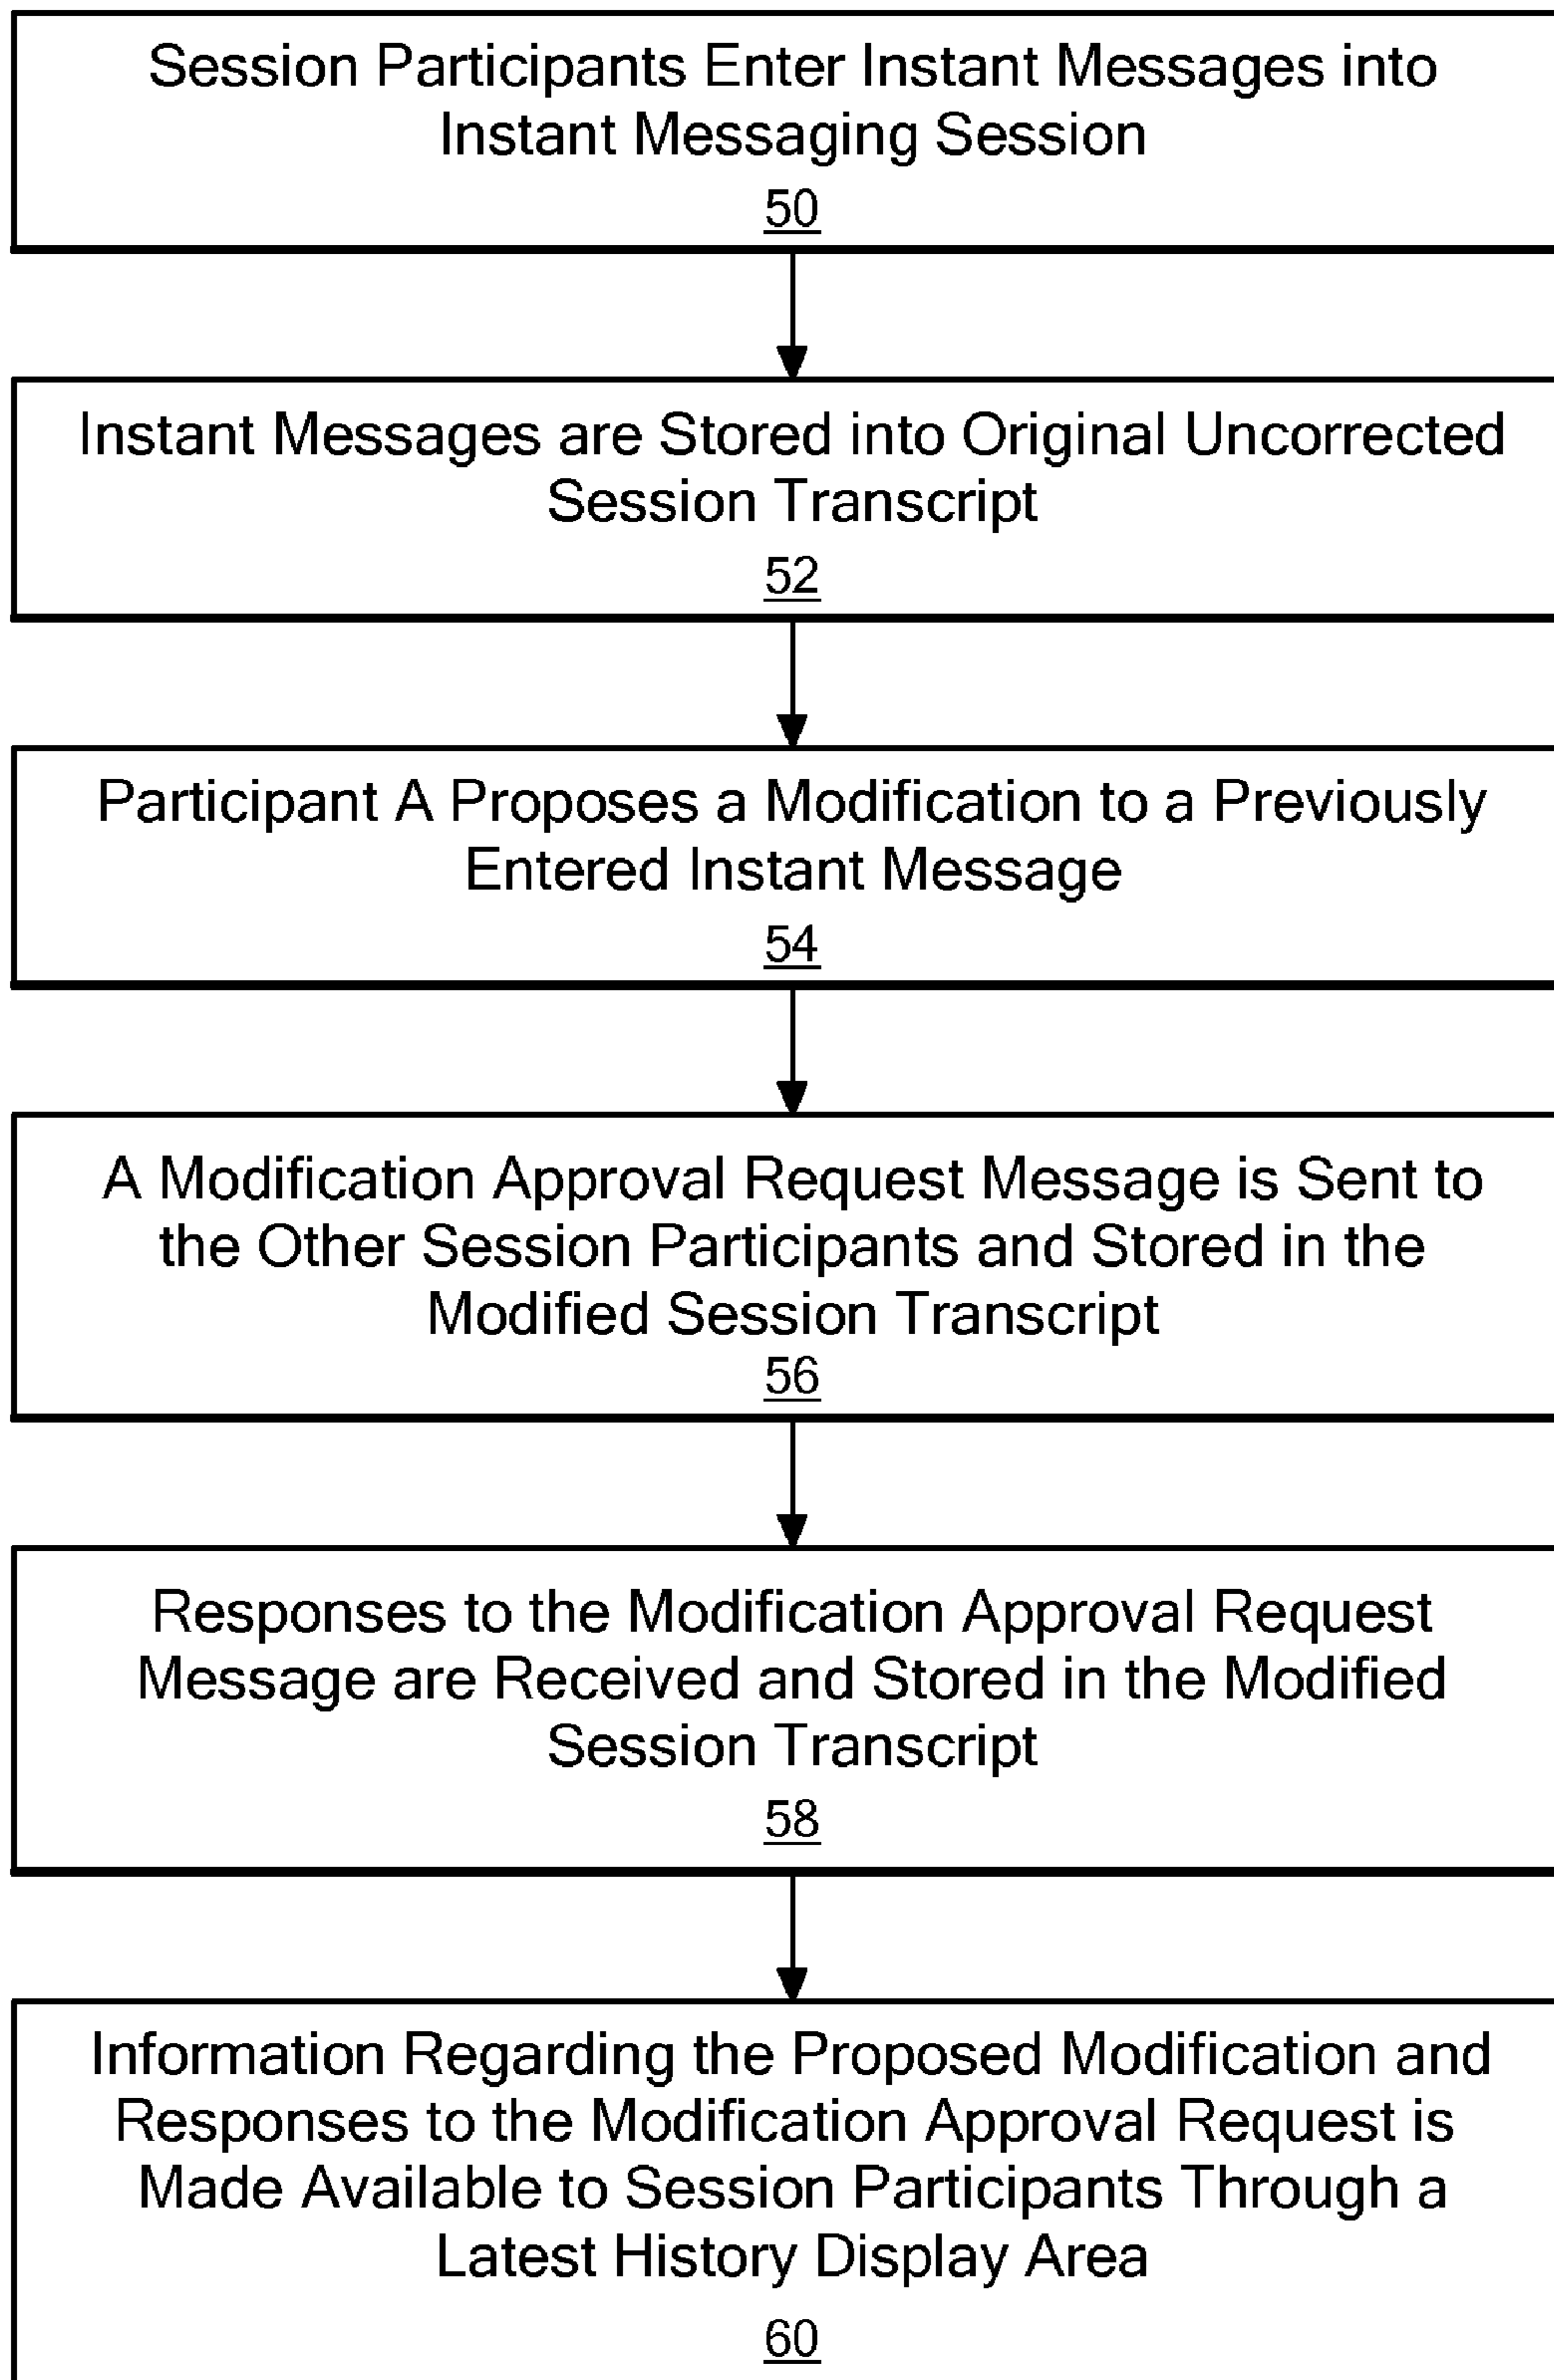 Session Participants Enter Instant Messages into
Instant Messaging Session
50
Instant Messages are Stored into Original Uncorrected
Session Transcript
52
Participant A Proposes a Modification to a Previously
Entered Instant Message
54
A Modification Approval Request Message is Sent to
the Other Session Participants and Stored in the
Modified Session Transcript
56
Responses to the Modification Approval Request
Message are Received and Stored in the Modified
Session Transcript
58
Information Regarding the Proposed Modification and
Responses to the Modification Approval Request is
Made Available to Session Participants Through a
Latest History Display Area
60